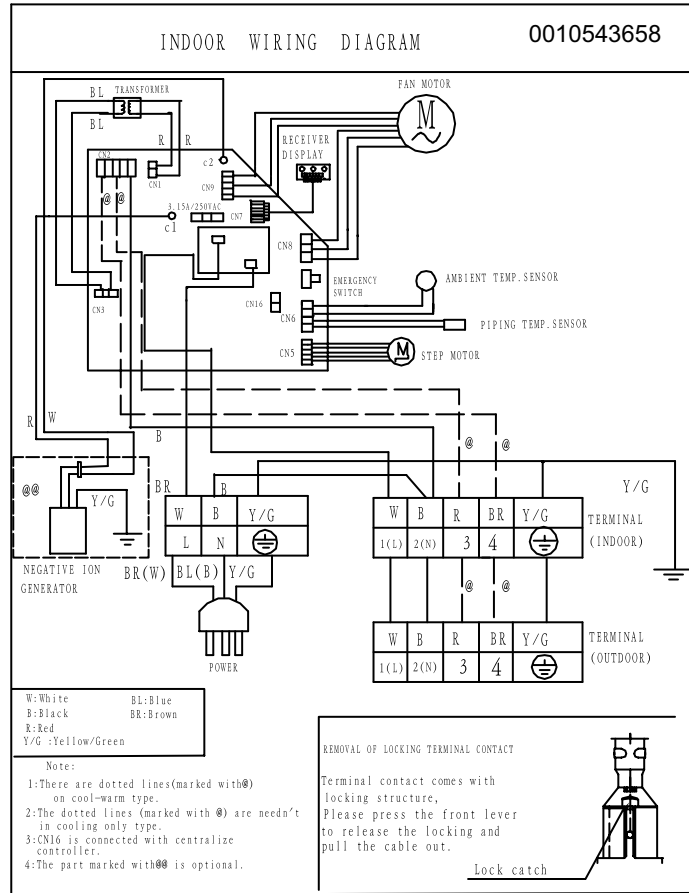 INDOOR WIRING DIAGRAM
0010543658
FAN MOTOR
TRANSFORMER
BL
BL
R R
RECEIVER
DISPLAY
c2
CN2
CN1
CN9
@ @
3.15A/250VAC
CN7
c1
CN8
EMERGENCY
SWITCH
AMBIENT TEMP.SENSOR
CN16
CN3
CN6
PIPING TEMP.SENSOR
CN5
M
STEP MOTOR
M
R W
B
@ @
@@
Y/G
BR
B
Y/G
W B Y/G
L N
W B R BR Y/G
1(L) 2(N) 3 4
TERMINAL
(INDOOR)
NEGATIVE ION
GENERATOR
BR(W) BL(B) Y/G
@ @
POWER
W B R BR Y/G
1(L) 2(N) 3 4
TERMINAL
(OUTDOOR)
W:White BL:Blue
B:Black BR:Brown
R:Red
Y/G :Yellow/Green
Note:
1:There are dotted lines(marked with@)
on cool-warm type.
2:The dotted lines (marked with @) are needn't
in cooling only type.
3:CN16 is connected with centralize
controller.
4:The part marked with@@ is optional.
REMOVAL OF LOCKING TERMINAL CONTACT
Terminal contact comes with
locking structure,
Please press the front lever
to release the locking and
pull the cable out.
Lock catch